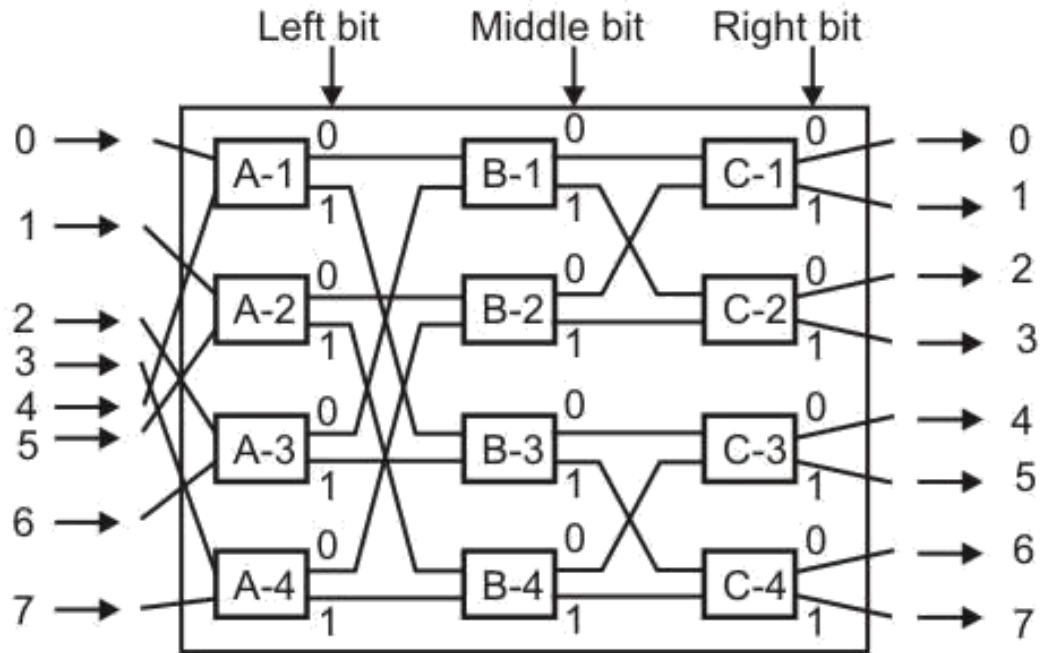 Left bit Middle bit Right bit
0 0 0 0 0
A-1 B-1 C-1
1 1 1 1
1 0 0 0 2
A-2 B-2 C-2
2 1 1 1 3
3
4 0 0 0 4
5 A-3 B-3 C-3
1 1 1 5
6 0 0 0 6
A-4 B-4 C-4
7 1 1 1 7